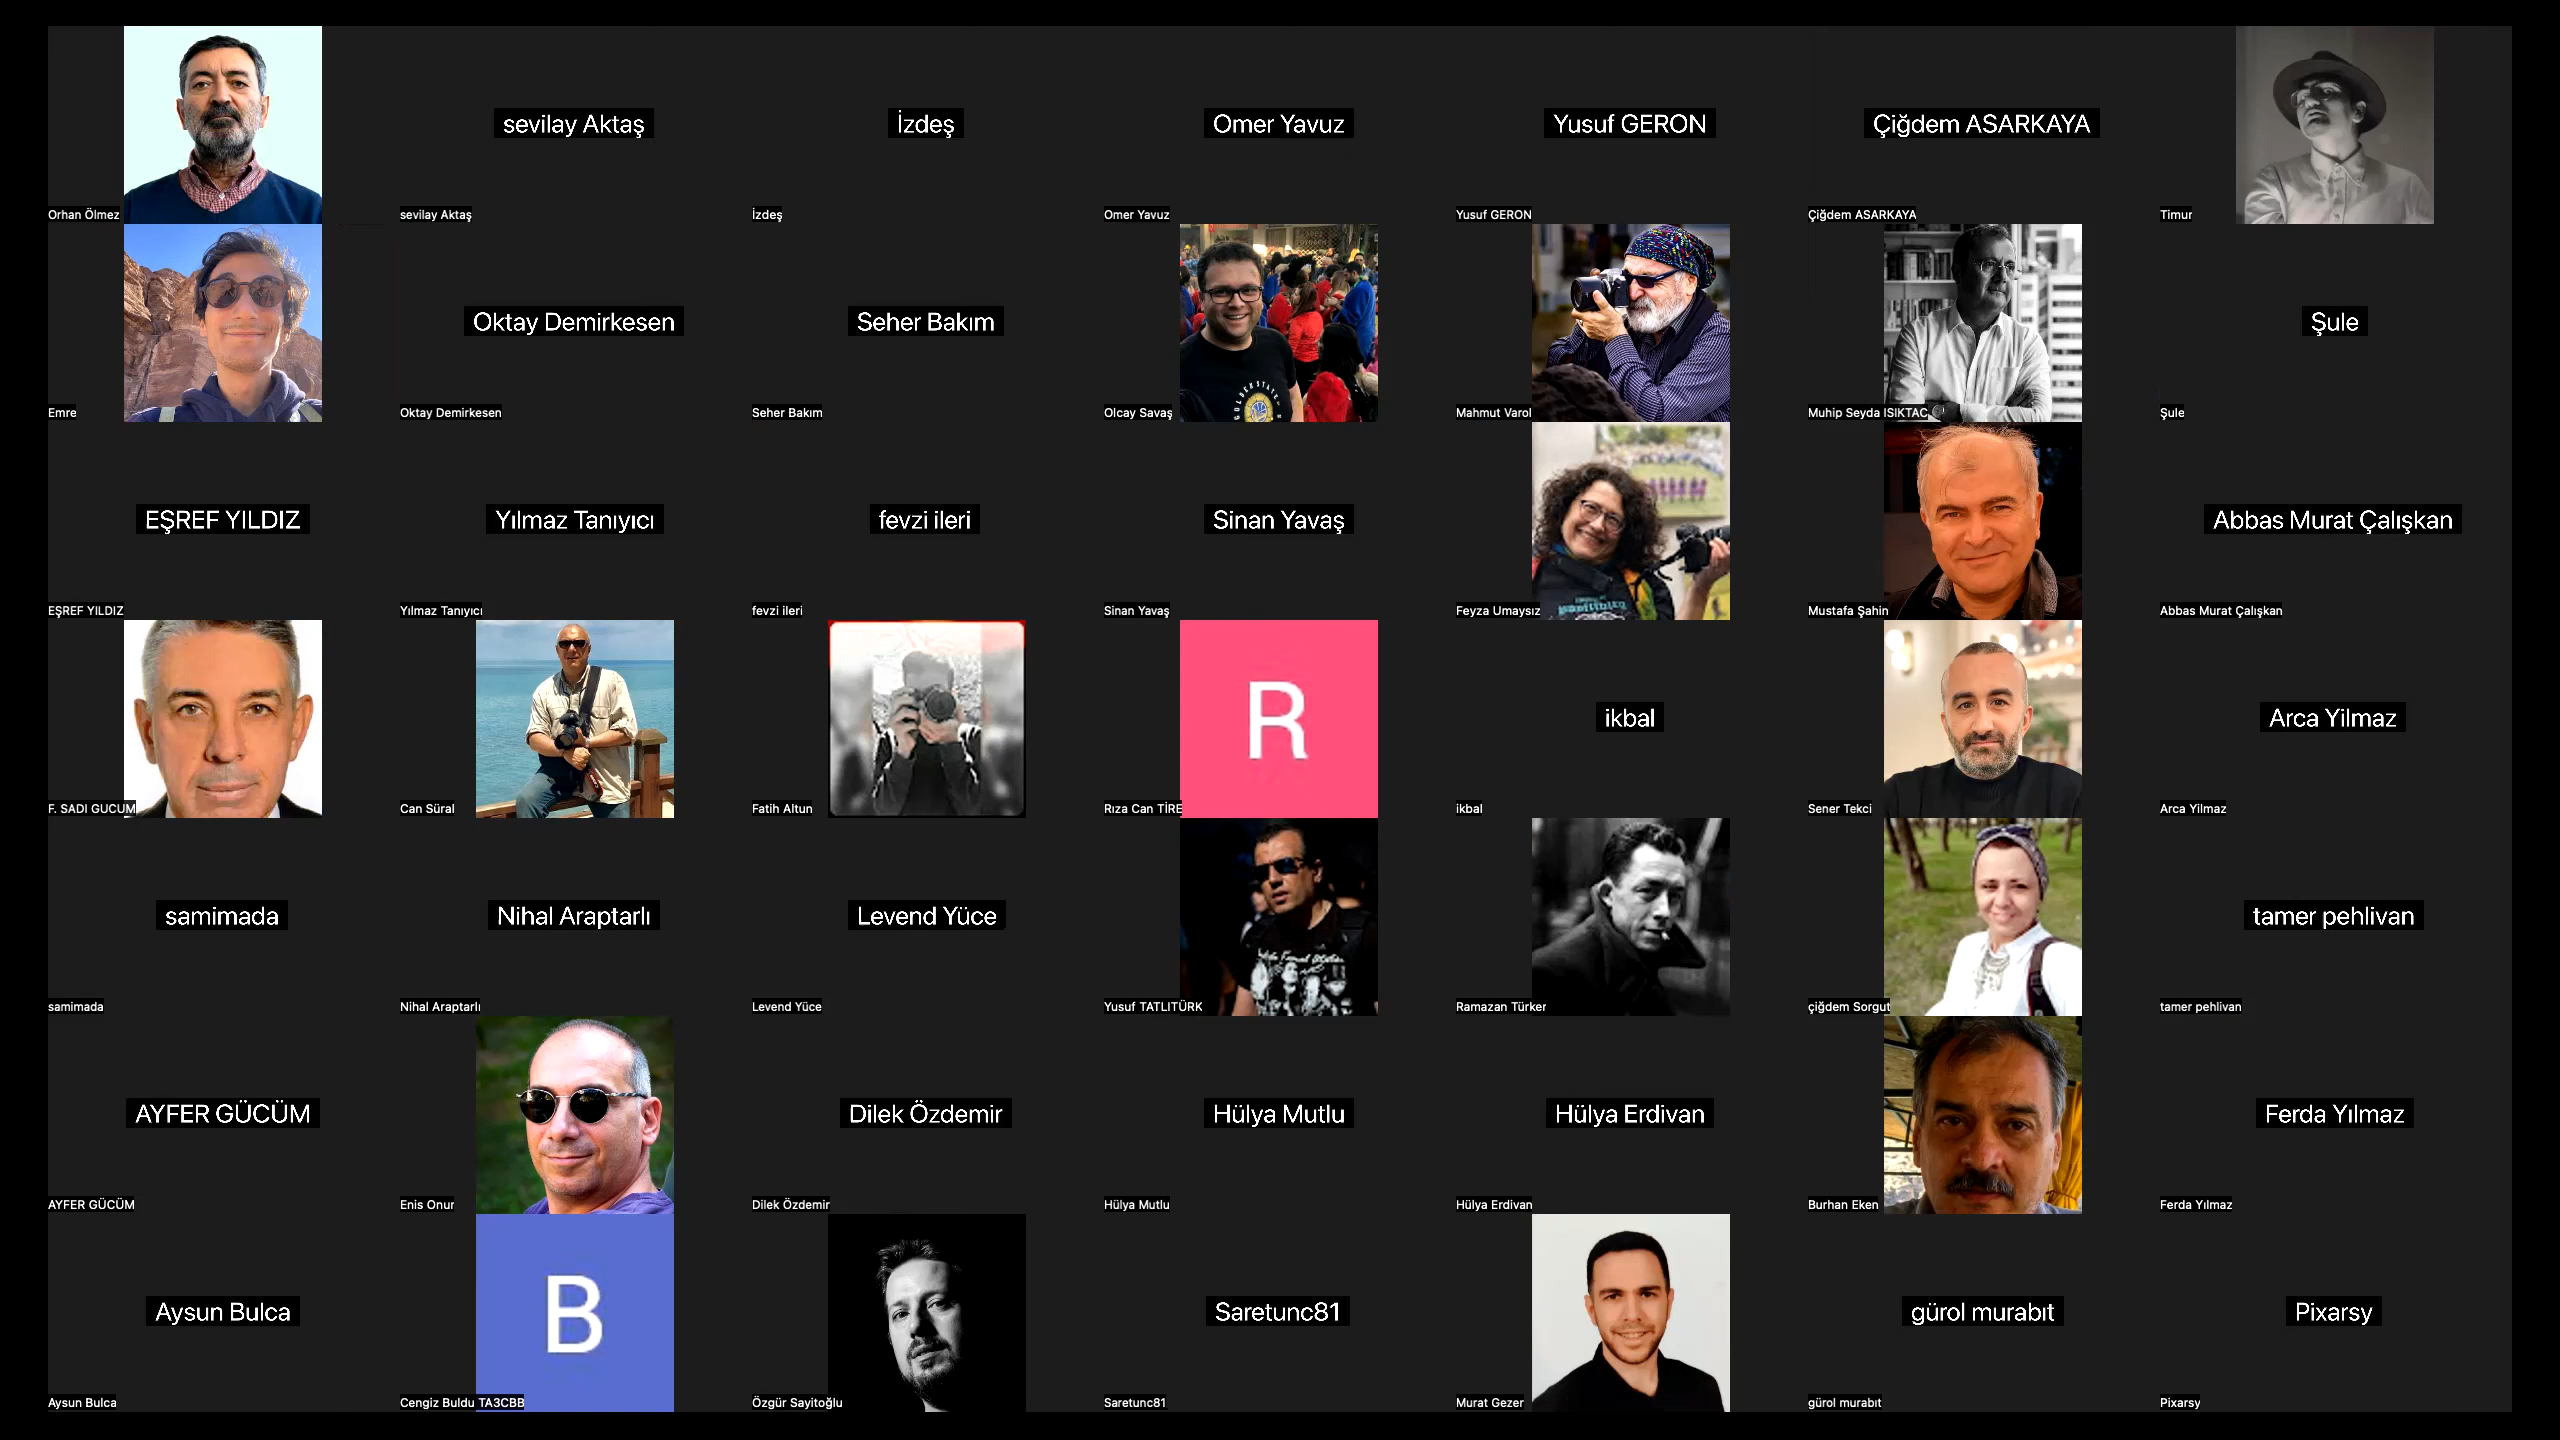 sevilay Aktaş
İzdeş
Omer Yavuz
Yusuf GERON
Çiğdem ASARKAYA
Orhan Ölmez
sevilay Aktaş
İzdeş
Omer Yavuz
Yusuf GERON
Çiğdem ASARKAYA
Timur
Oktay Demirkesen
Seher Bakım
Şule
Emre
Oktay Demirkesen
Seher Bakım
Olcay Savaş
Mahmut Varol
Muhip Seyda ISIKTAC
Şule
EŞREF YILDIZ
Yılmaz Tanıyıcı
fevzi ileri
Sinan Yavaş
Abbas Murat Çalışkan
EŞREF YILDIZ
Yılmaz Tanıyıcı
fevzi ileri
Sinan Yavaş
Feyza Umaysız
Mustafa Şahin
Abbas Murat Çalışkan
R
ikbal
Arca Yilmaz
F. SADI GUCUM
Can Süral
Fatih Altun
Rıza Can TİRE
ikbal
Sener Tekci
Arca Yilmaz
samimada
Nihal Araptarlı
Levend Yüce
tamer pehlivan
samimada
Nihal Araptarlı
Levend Yüce
Yusuf TATLITÜRK
Ramazan Türker
çiğdem Sorgut
tamer pehlivan
AYFER GÜCÜM
Dilek Özdemir
Hülya Mutlu
Hülya Erdivan
Ferda Yılmaz
AYFER GÜCÜM
Enis Onur
Dilek Özdemir
Hülya Mutlu
Hülya Erdivan
Burhan Eken
Ferda Yılmaz
Aysun Bulca
B
Saretunc81
gürol murabıt
Pixarsy
Aysun Bulca
Cengiz Buldu TA3CBB
Özgür Sayitoğlu
Saretunc81
Murat Gezer
gürol murabıt
Pixarsy